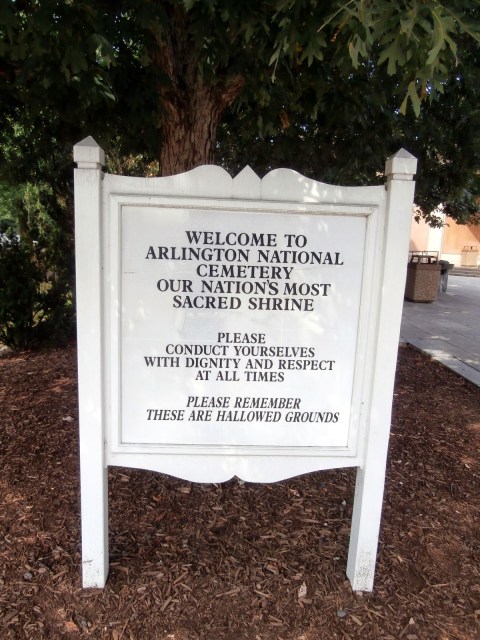 WELCOME TO
ARLINGTON NATIONAL
CEMETERY
OUR NATION'S MOST
SACRED SHRINE
PLEASE
CONDUCT YOURSELVES
WITH DIGNITY AND RESPECT
AT ALL TIMES
PLEASE REMEMBER
THESE ARE HALLOWED GROUNDS